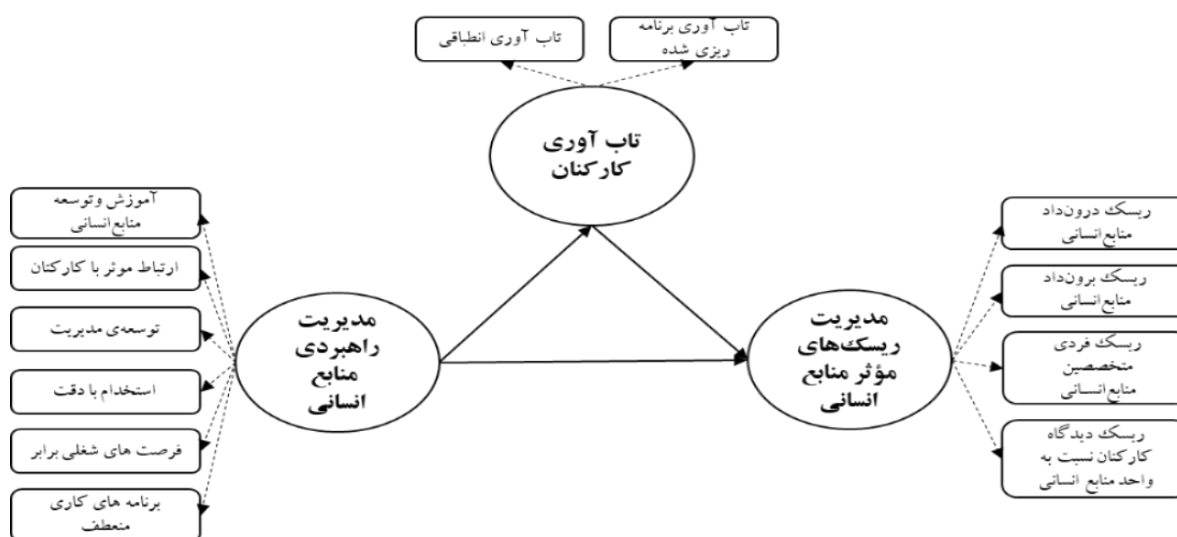 تاب آوری برنامه
ریزی شده
تاب آوری انطباقی
تاب آوری
کارکنان
ریسک درون‌داد
منابع‌انسانی
ریسک برون‌داد
منابع‌انسانی
ریسک فردی
متخصصین
منابع‌انسانی
ریسک دیدگاه
کارکنان نسبت به
واحد منابع انسانی
مدیریت
ریسک‌های
مؤثر منابع
انسانی
مدیریت
راهبردی
منابع
انسانی
آموزش وتوسعه
منابع‌انسانی
ارتباط موثر با کارکنان
توسعه‌ی مدیریت
استخدام با دقت
فرصت های شغلی برابر
برنامه های کاری
منعطف